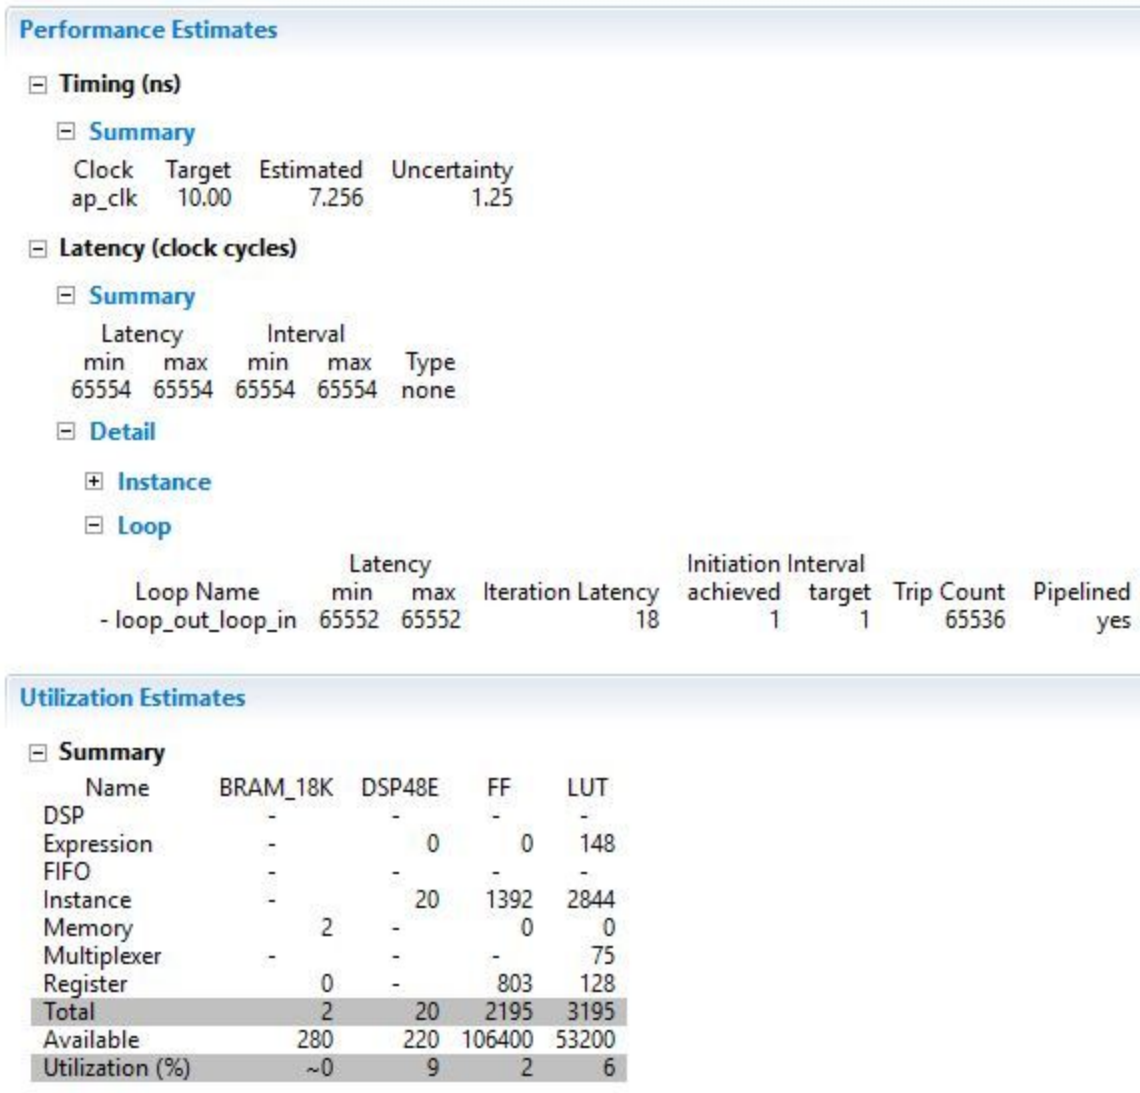 Performance Estimates
Timing (ns)
Summary
Clock Target Estimated Uncertainty
ap_clk 10.00 7.256 1.25
Latency (clock cycles)
Summary
Latency Interval
min max min max Type
65554 65554 65554 65554 none
Detail
Instance
Loop
Latency Initiation Interval
Loop Name min max Iteration Latency achieved target Trip Count Pipelined
- loop_out_loop_in 65552 65552 18 1 1 65536 yes
Utilization Estimates
Summary
Name BRAM_18K DSP48E FF LUT
DSP - - - -
Expression - 0 0 148
FIFO - - - -
Instance - 20 1392 2844
Memory 2 - 0 0
Multiplexer - - - 75
Register 0 - 803 128
Total 2 20 2195 3195
Available 280 220 106400 53200
Utilization (%) ~0 9 2 6